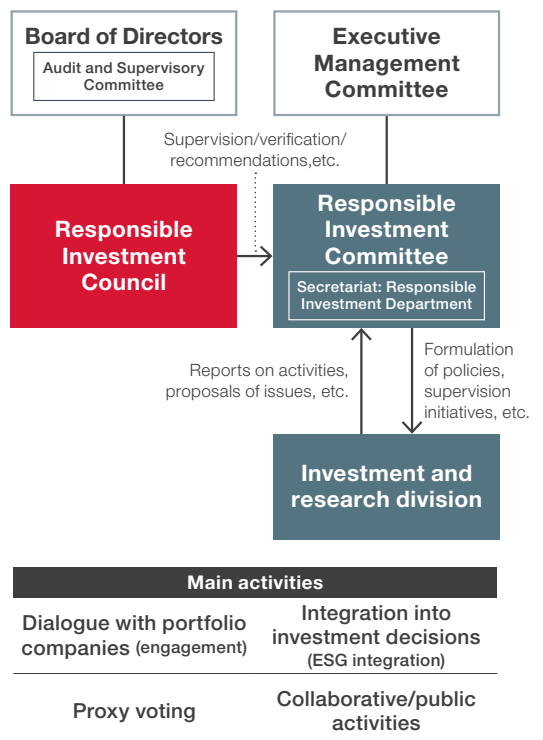 Board of Directors
Audit and Supervisory
Committee
Executive
Management
Committee
Supervision/verification/
recommendations,etc.
Responsible
Investment
Council
Responsible
Investment
Committee
Secretariat: Responsible
Investment Department
Reports on activities,
proposals of issues, etc.
Formulation
of policies,
supervision
initiatives, etc.
Investment and
research division
Main activities
Dialogue with portfolio
companies (engagement)
Integration into
investment decisions
(ESG integration)
Proxy voting
Collaborative/public
activities